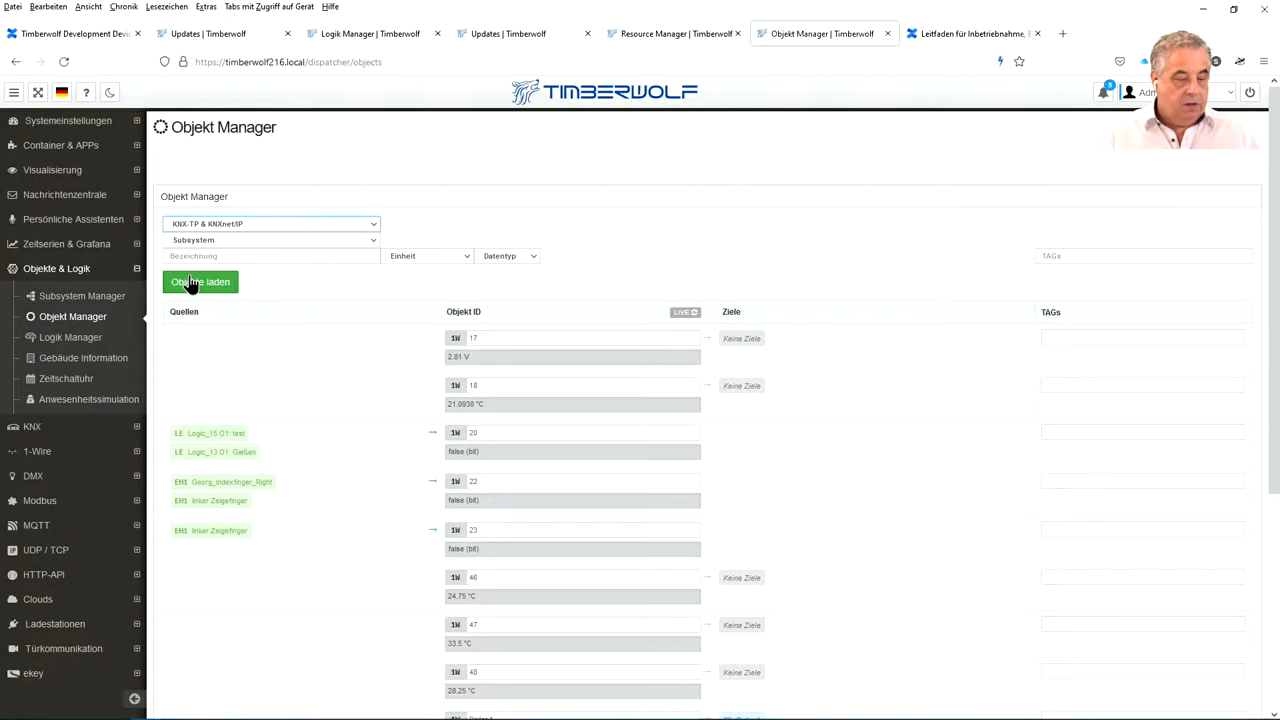 Datei Bearbeiten Ansicht Chronik Lesezeichen Extras Tabs mit Zugriff auf Gerät Hilfe
Timberwolf Development Devi Updates | Timberwolf Logik Manager | Timberwolf Updates | Timberwolf Resource Manager | Timberwolf Objekt Manager | Timberwolf Leitfaden für Inbetriebnahme, E
https://timberwolf216.local/dispatcher/objects
TIMBERWOLF
5
Systemeinstellungen
Container & APPs
Visualisierung
Nachrichtenzentrale
Persönliche Assistenten
Zeitserien & Grafana
Objekte & Logik
Subsystem Manager
Objekt Manager
Logik Manager
Gebäude Information
Zeitschaltuhr
Anwesenheitssimulation
KNX
1-Wire
DMX
Modbus
MQTT
UDP / TCP
HTTP-API
Clouds
Ladestationen
Türkommunikation
ekey
Objekt Manager
Objekt Manager
KNX-TP & KNXnet/IP
Subsystem
Bezeichnung Einheit Datentyp TAGs
Quellen Objekt ID LIVE Ziele TAGs
1W 17 Keine Ziele
2.81 V
1W 18 Keine Ziele
21.0938 °C
LE Logic_15.O1: test 1W 20
LE Logic_13.O1: Gießen false (bit)
EH1 Georg_Indexfinger_Right 1W 22
EH1 linker Zeigefinger false (bit)
EH1 linker Zeigefinger 1W 23
false (bit)
1W 46 Keine Ziele
24.75 °C
1W 47 Keine Ziele
33.5 °C
1W 48 Keine Ziele
28.25 °C